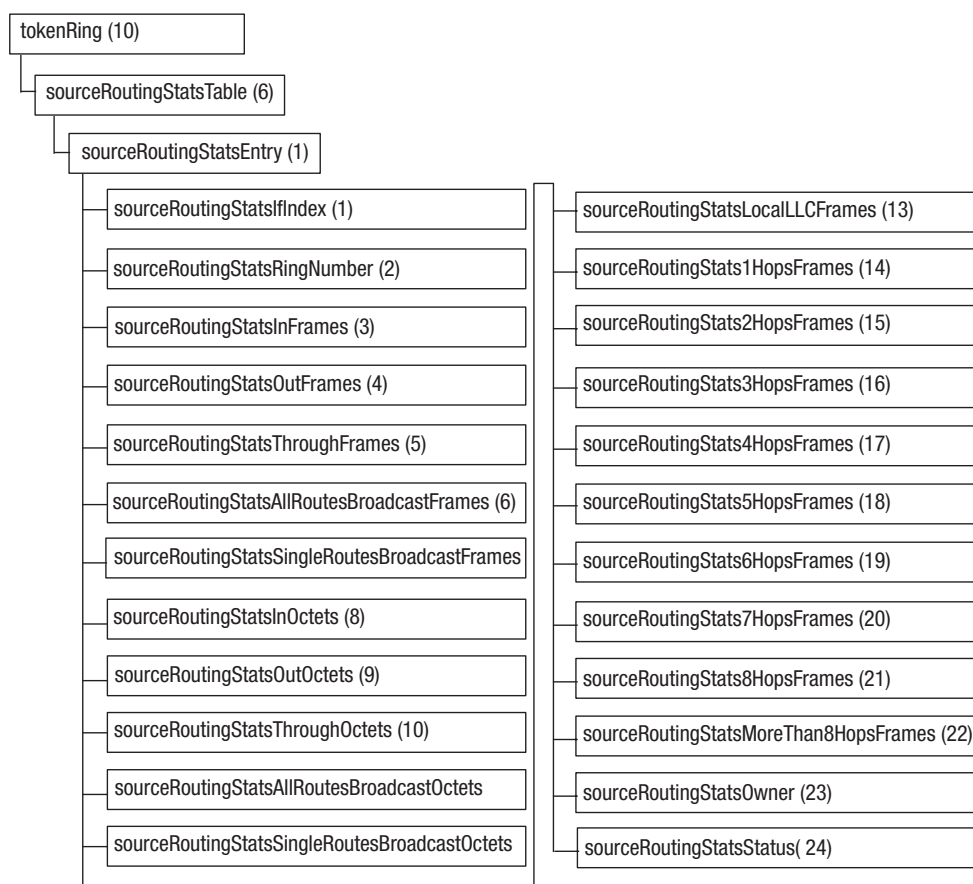 tokenRing (10)
sourceRoutingStatsTable (6)
sourceRoutingStatsEntry (1)
sourceRoutingStatsIfIndex (1)
sourceRoutingStatsRingNumber (2)
sourceRoutingStatsInFrames (3)
sourceRoutingStatsOutFrames (4)
sourceRoutingStatsThroughFrames (5)
sourceRoutingStatsAllRoutesBroadcastFrames (6)
sourceRoutingStatsSingleRoutesBroadcastFrames
sourceRoutingStatsInOctets (8)
sourceRoutingStatsOutOctets (9)
sourceRoutingStatsThroughOctets (10)
sourceRoutingStatsAllRoutesBroadcastOctets
sourceRoutingStatsSingleRoutesBroadcastOctets
sourceRoutingStatsLocalLLCFrames (13)
sourceRoutingStats1HopsFrames (14)
sourceRoutingStats2HopsFrames (15)
sourceRoutingStats3HopsFrames (16)
sourceRoutingStats4HopsFrames (17)
sourceRoutingStats5HopsFrames (18)
sourceRoutingStats6HopsFrames (19)
sourceRoutingStats7HopsFrames (20)
sourceRoutingStats8HopsFrames (21)
sourceRoutingStatsMoreThan8HopsFrames (22)
sourceRoutingStatsOwner (23)
sourceRoutingStatsStatus( 24)